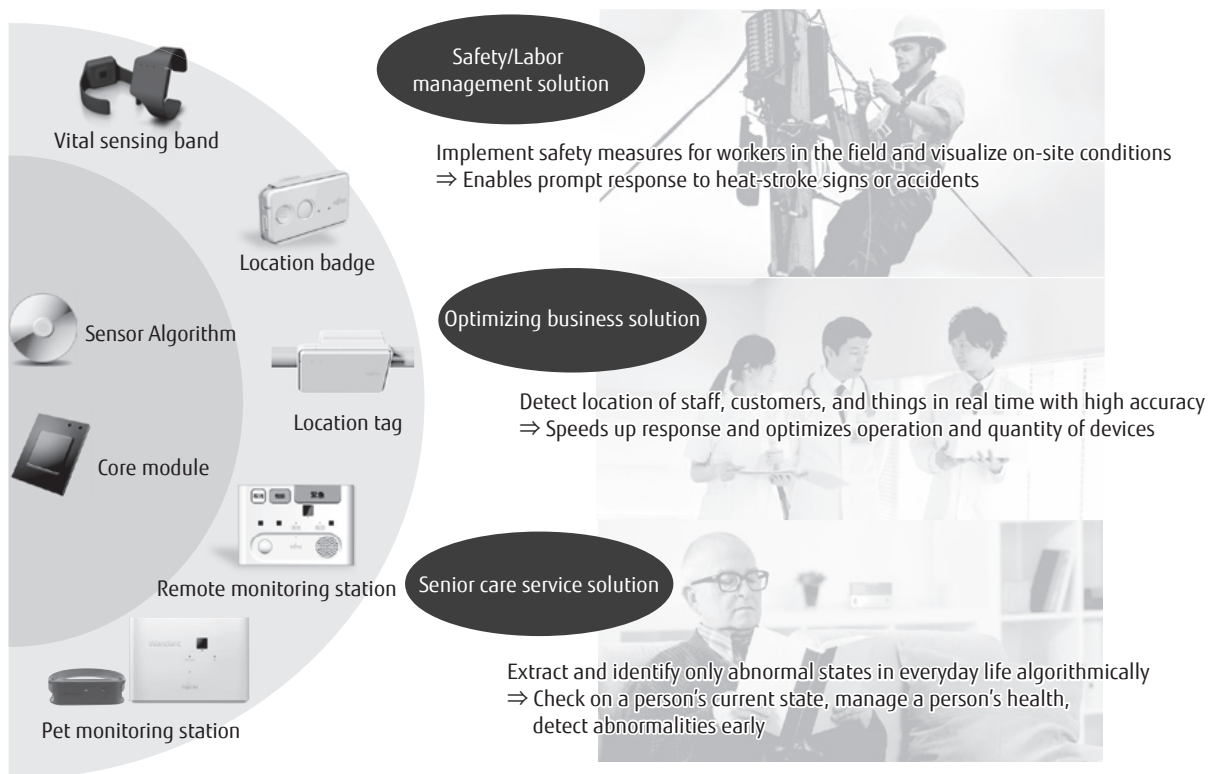 Vital sensing band
Location badge
Sensor Algorithm
Location tag
Core module
緊急
Remote monitoring station
Pet monitoring station
Safety/Labor
management solution
Implement safety measures for workers in the field and visualize on-site conditions
⇒ Enables prompt response to heat-stroke signs or accidents
Optimizing business solution
Detect location of staff, customers, and things in real time with high accuracy
⇒ Speeds up response and optimizes operation and quantity of devices
Senior care service solution
Extract and identify only abnormal states in everyday life algorithmically
⇒ Check on a person's current state, manage a person's health,
detect abnormalities early